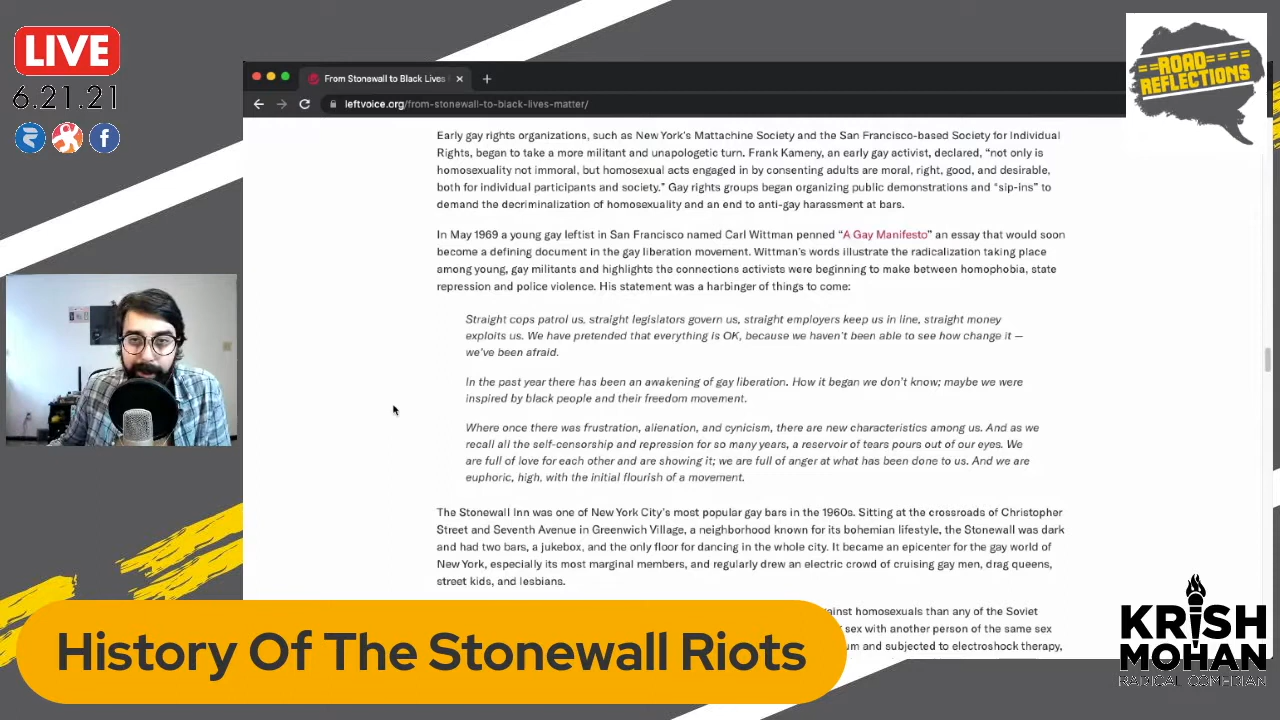 LIVE
6.21.21
f
From Stonewall to Black Lives
leftvoice.org/from-stonewall-to-black-lives-matter/
==ROAD====
REFLECTIONS
Early gay rights organizations, such as New York's Mattachine Society and the San Francisco-based Society for Individual
Rights, began to take a more militant and unapologetic turn. Frank Kameny, an early gay activist, declared, “not only is
homosexuality not immoral, but homosexual acts engaged in by consenting adults are moral, right, good, and desirable,
both for individual participants and society.” Gay rights groups began organizing public demonstrations and “sip-ins” to
demand the decriminalization of homosexuality and an end to anti-gay harassment at bars.
In May 1969 a young gay leftist in San Francisco named Carl Wittman penned “A Gay Manifesto” an essay that would soon
become a defining document in the gay liberation movement. Wittman's words illustrate the radicalization taking place
among young, gay militants and highlights the connections activists were beginning to make between homophobia, state
repression and police violence. His statement was a harbinger of things to come:
Straight cops patrol us, straight legislators govern us, straight employers keep us in line, straight money
exploits us. We have pretended that everything is OK, because we haven't been able to see how change it —
we've been afraid.
In the past year there has been an awakening of gay liberation. How it began we don't know; maybe we were
inspired by black people and their freedom movement.
Where once there was frustration, alienation, and cynicism, there are new characteristics among us. And as we
recall all the self-censorship and repression for so many years, a reservoir of tears pours out of our eyes. We
are full of love for each other and are showing it; we are full of anger at what has been done to us. And we are
euphoric, high, with the initial flourish of a movement.
The Stonewall Inn was one of New York City's most popular gay bars in the 1960s. Sitting at the crossroads of Christopher
Street and Seventh Avenue in Greenwich Village, a neighborhood known for its bohemian lifestyle, the Stonewall was dark
and had two bars, a jukebox, and the only floor for dancing in the whole city. It became an epicenter for the gay world of
New York, especially its most marginal members, and regularly drew an electric crowd of cruising gay men, drag queens,
street kids, and lesbians.
homosexuals than any of the Soviet
sex with another person of the same sex
and subjected to electroshock therapy,
History Of The Stonewall Riots
KRISH
MOHAN
RADICAL COMEDIAN